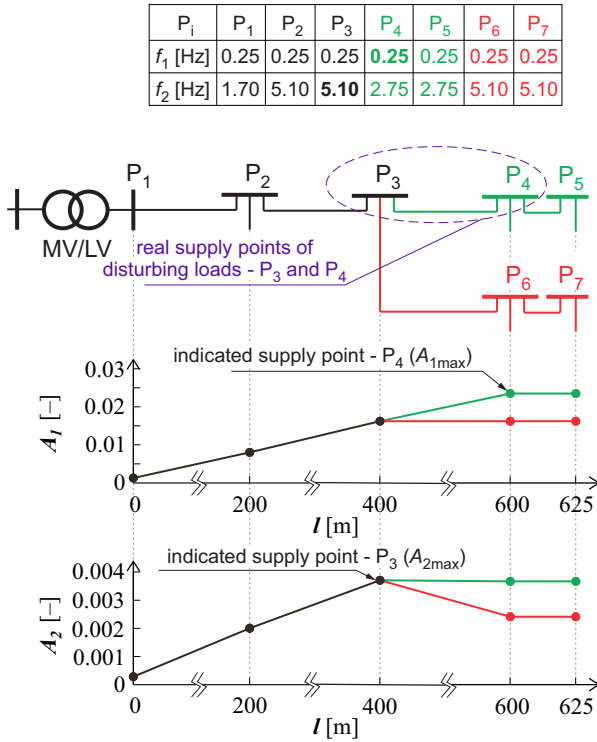 Pi P1 P2 P3 P4 P5 P6 P7
f1 [Hz] 0.25 0.25 0.25 0.25 0.25 0.25 0.25
f2 [Hz] 1.70 5.10 5.10 2.75 2.75 5.10 5.10
P1 P2 P3 P4 P5
MV/LV
real supply points of
disturbing loads - P3 and P4
P6 P7
indicated supply point - P4 (A1max)
0.03
0.02
0.01
0
A1 [–]
0 200 400 600 625
l [m]
indicated supply point - P3 (A2max)
0.004
0.003
0.002
0.001
0
A2 [–]
0 200 400 600 625
l [m]